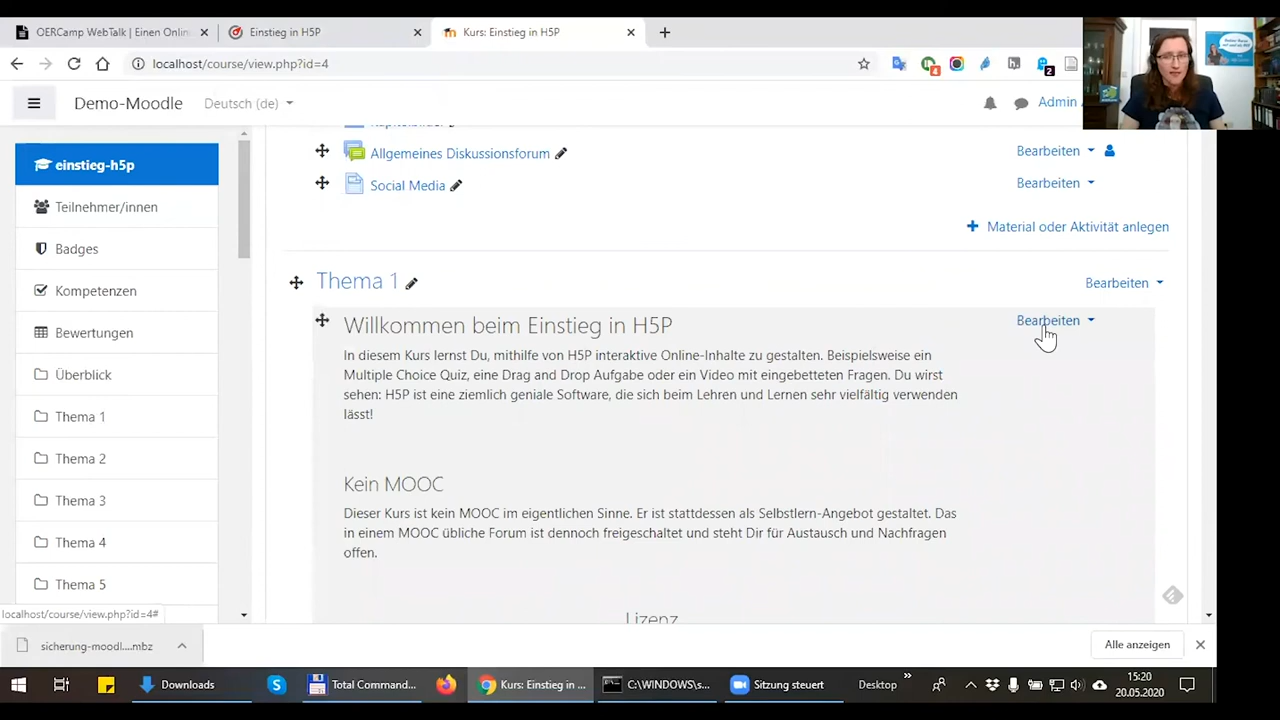 OERCamp WebTalk | Einen Onlin
Einstieg in H5P
Kurs: Einstieg in H5P
localhost/course/view.php?id=4
4
2
Demo-Moodle
Deutsch (de)
Admin
einstieg-h5p
Teilnehmer/innen
Badges
Kompetenzen
Bewertungen
Überblick
Thema 1
Thema 2
Thema 3
Thema 4
Thema 5
Allgemeines Diskussionsforum
Bearbeiten
Social Media
Bearbeiten
Material oder Aktivität anlegen
Thema 1
Bearbeiten
Willkommen beim Einstieg in H5P
Bearbeiten
In diesem Kurs lernst Du, mithilfe von H5P interaktive Online-Inhalte zu gestalten. Beispielsweise ein
Multiple Choice Quiz, eine Drag and Drop Aufgabe oder ein Video mit eingebetteten Fragen. Du wirst
sehen: H5P ist eine ziemlich geniale Software, die sich beim Lehren und Lernen sehr vielfältig verwenden
lässt!
Kein MOOC
Dieser Kurs ist kein MOOC im eigentlichen Sinne. Er ist stattdessen als Selbstlern-Angebot gestaltet. Das
in einem MOOC übliche Forum ist dennoch freigeschaltet und steht Dir für Austausch und Nachfragen
offen.
Lizenz
localhost/course/view.php?id=4#
sicherung-moodl....mbz
Alle anzeigen
Downloads
Total Command...
Kurs: Einstieg in ...
C:\WINDOWS\s...
Sitzung steuert
Desktop
15:20
20.05.2020